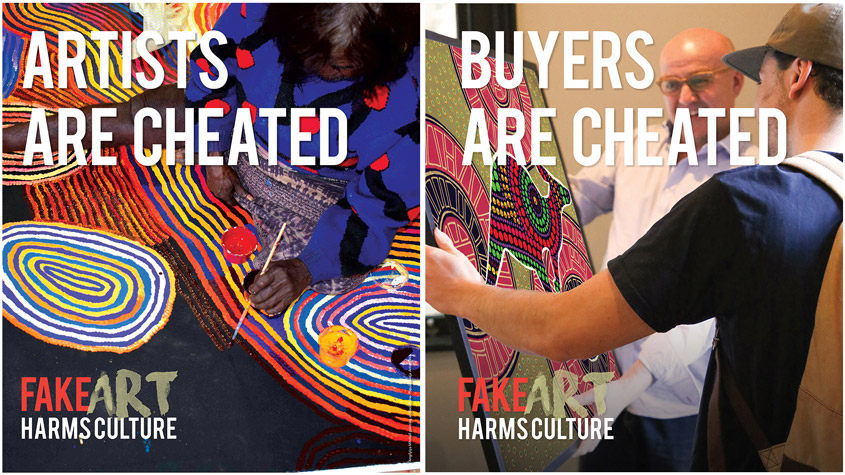 ARTISTS
ARE CHEATED
FAKEART
HARMS CULTURE
BUYERS
ARE CHEATED
FAKEART
HARMS CULTURE